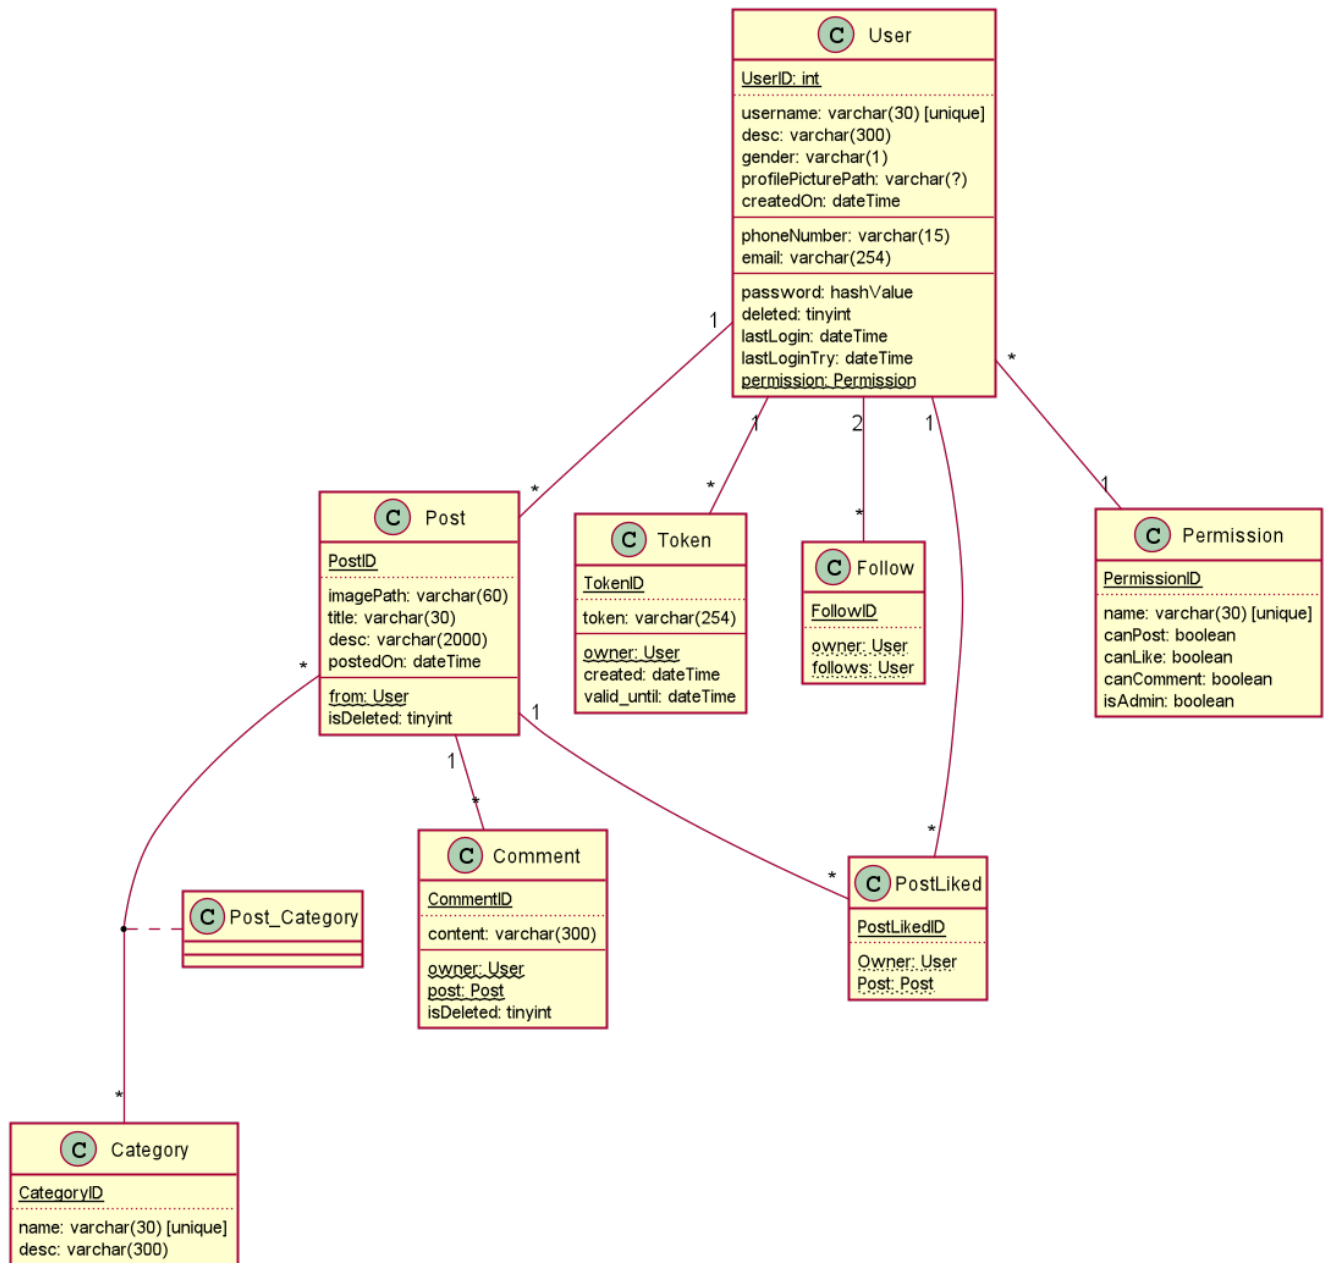 C User
UserID: int
username: varchar(30) [unique]
desc: varchar(300)
gender: varchar(1)
profilePicturePath: varchar(?)
createdOn: dateTime
phoneNumber: varchar(15)
email: varchar(254)
password: hashValue
deleted: tinyint
lastLogin: dateTime
lastLoginTry: dateTime
permission: Permission
1
*
1
2
1
*
*
*
1
C Post
PostID
imagePath: varchar(60)
title: varchar(30)
desc: varchar(2000)
postedOn: dateTime
from: User
isDeleted: tinyint
C Token
TokenID
token: varchar(254)
owner: User
created: dateTime
valid_until: dateTime
C Follow
FollowID
owner: User
follows: User
C Permission
PermissionID
name: varchar(30) [unique]
canPost: boolean
canLike: boolean
canComment: boolean
isAdmin: boolean
*
1
1
*
*
*
C Comment
CommentID
content: varchar(300)
owner: User
post: Post
isDeleted: tinyint
C PostLiked
PostLikedID
Owner: User
Post: Post
C Post_Category
*
C Category
CategoryID
name: varchar(30) [unique]
desc: varchar(300)